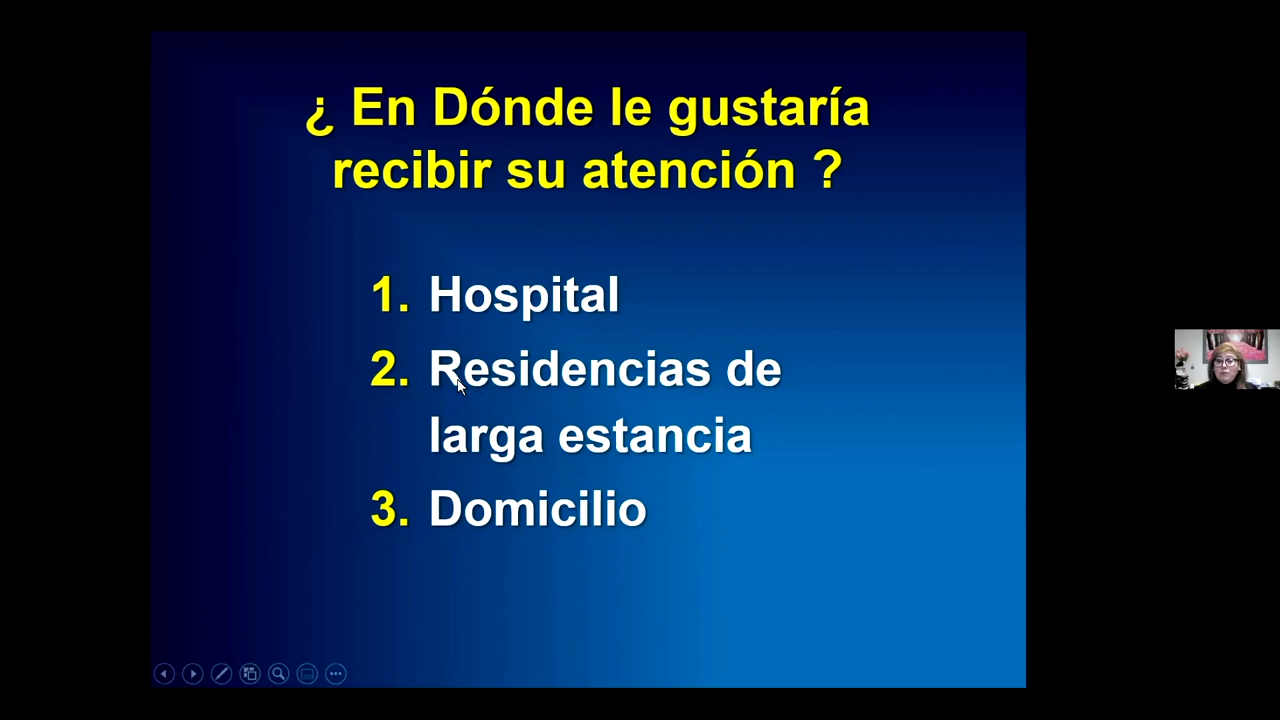 ¿ En Dónde le gustaría
recibir su atención ?
1. Hospital
2. Residencias de
larga estancia
3. Domicilio